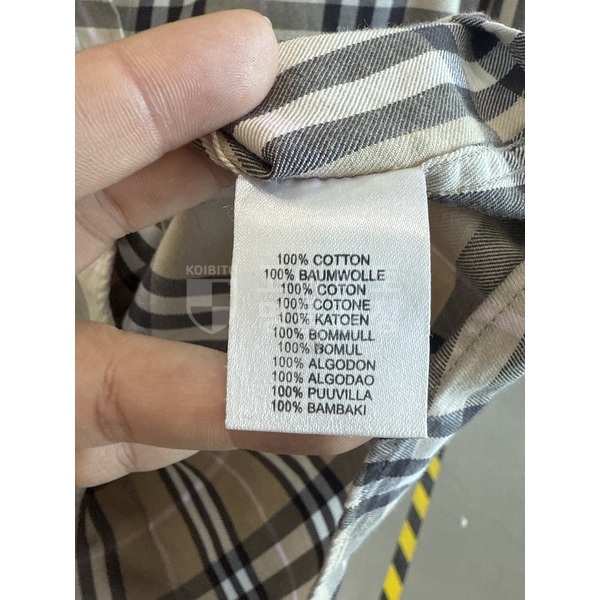 100% COTTON
100% BAUMWOLLE
100% COTON
100% COTONE
100% KATOEN
100% BOMMULL
100% BOMUL
100% ALGODON
100% ALGODAO
100% PUUVILLA
100% BAMBAKI
KOIBITO